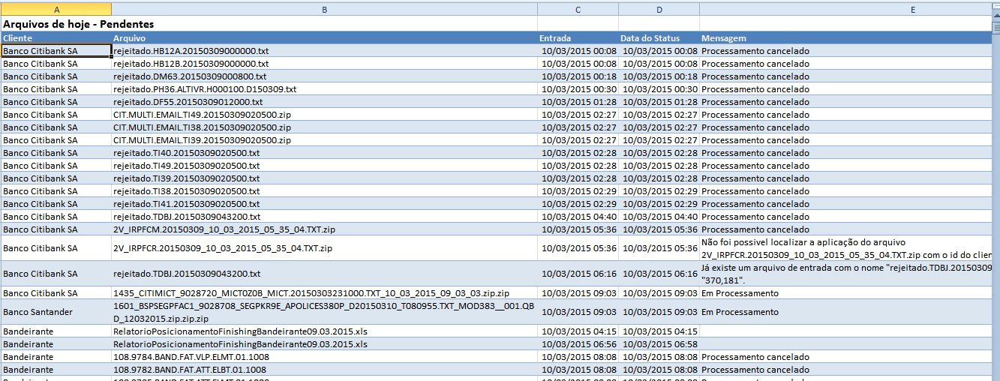 A B C D E
Arquivos de hoje - Pendentes
Cliente Arquivo Entrada Data do Status Mensagem
Banco Citibank SA rejeitado.HB12A.20150309000000.txt 10/03/2015 00:08 10/03/2015 00:08 Processamento cancelado
Banco Citibank SA rejeitado.HB12B.20150309000000.txt 10/03/2015 00:08 10/03/2015 00:08 Processamento cancelado
Banco Citibank SA rejeitado.DM63.20150309000800.txt 10/03/2015 00:18 10/03/2015 00:18 Processamento cancelado
Banco Citibank SA rejeitado.PH36.ALTIVR.H000100.D150309.txt 10/03/2015 00:30 10/03/2015 00:30 Processamento cancelado
Banco Citibank SA rejeitado.DF55.20150309012000.txt 10/03/2015 01:28 10/03/2015 01:28 Processamento cancelado
Banco Citibank SA CIT.MULTI.EMAIL.TI49.20150309020500.zip 10/03/2015 02:27 10/03/2015 02:27 Processamento cancelado
Banco Citibank SA CIT.MULTI.EMAIL.TI38.20150309020500.zip 10/03/2015 02:27 10/03/2015 02:27 Processamento cancelado
Banco Citibank SA CIT.MULTI.EMAIL.TI39.20150309020500.zip 10/03/2015 02:27 10/03/2015 02:27 Processamento cancelado
Banco Citibank SA rejeitado.TI40.20150309020500.txt 10/03/2015 02:28 10/03/2015 02:28 Processamento cancelado
Banco Citibank SA rejeitado.TI49.20150309020500.txt 10/03/2015 02:28 10/03/2015 02:28 Processamento cancelado
Banco Citibank SA rejeitado.TI39.20150309020500.txt 10/03/2015 02:28 10/03/2015 02:28 Processamento cancelado
Banco Citibank SA rejeitado.TI38.20150309020500.txt 10/03/2015 02:29 10/03/2015 02:29 Processamento cancelado
Banco Citibank SA rejeitado.TI41.20150309020500.txt 10/03/2015 02:29 10/03/2015 02:29 Processamento cancelado
Banco Citibank SA rejeitado.TDBJ.20150309043200.txt 10/03/2015 04:40 10/03/2015 04:40 Processamento cancelado
Banco Citibank SA 2V_IRPFCM.20150309_10_03_2015_05_35_04.TXT.zip 10/03/2015 05:36 10/03/2015 05:36 Processamento cancelado
Banco Citibank SA 2V_IRPFCR.20150309_10_03_2015_05_35_04.TXT.zip 10/03/2015 05:36 10/03/2015 05:36 Não foi possivel localizar a aplicação do arquivo
2V_IRPFCR.20150309_10_03_2015_05_35_04.TXT.zip com o id do clien
Banco Citibank SA rejeitado.TDBJ.20150309043200.txt 10/03/2015 06:16 10/03/2015 06:16 Já existe um arquivo de entrada com o nome "rejeitado.TDBJ.20150309
"370,181".
Banco Citibank SA 1435_CITIMICT_9028720_MICT0Z0B_MICT.20150303231000.TXT_10_03_2015_09_03_03.zip.zip 10/03/2015 09:03 10/03/2015 09:03 Em Processamento
Banco Santander 1601_BSPSEGPFAC1_9028708_SEGPKR9E_APOLICES380P_D20150310_T080955.TXT_MOD383__001.QB
D_12032015.zip.zip.zip 10/03/2015 09:03 10/03/2015 09:03 Em Processamento
Bandeirante RelatorioPosicionamentoFinishingBandeirante09.03.2015.xls 10/03/2015 04:15 10/03/2015 04:15
Bandeirante RelatorioPosicionamentoFinishingBandeirante09.03.2015.xls 10/03/2015 06:56 10/03/2015 06:58
Bandeirante 108.9784.BAND.FAT.VLP.ELMT.01.1008 10/03/2015 08:08 10/03/2015 08:08 Processamento cancelado
Bandeirante 108.9782.BAND.FAT.ATT.ELBT.01.1008 10/03/2015 08:08 10/03/2015 08:08 Processamento cancelado